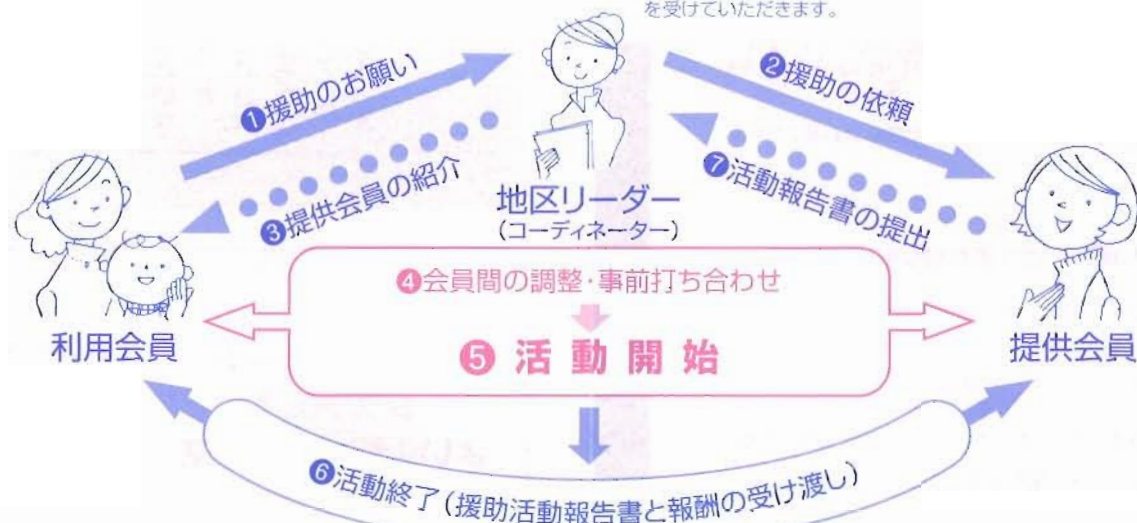 を受けていただきます。
❶援助のお願い
❷援助の依頼
❸提供会員の紹介
❼活動報告書の提出
地区リーダー
(コーディネーター)
❹会員間の調整・事前打ち合わせ
❺活動開始
利用会員
提供会員
❻活動終了(援助活動報告書と報酬の受け渡し)